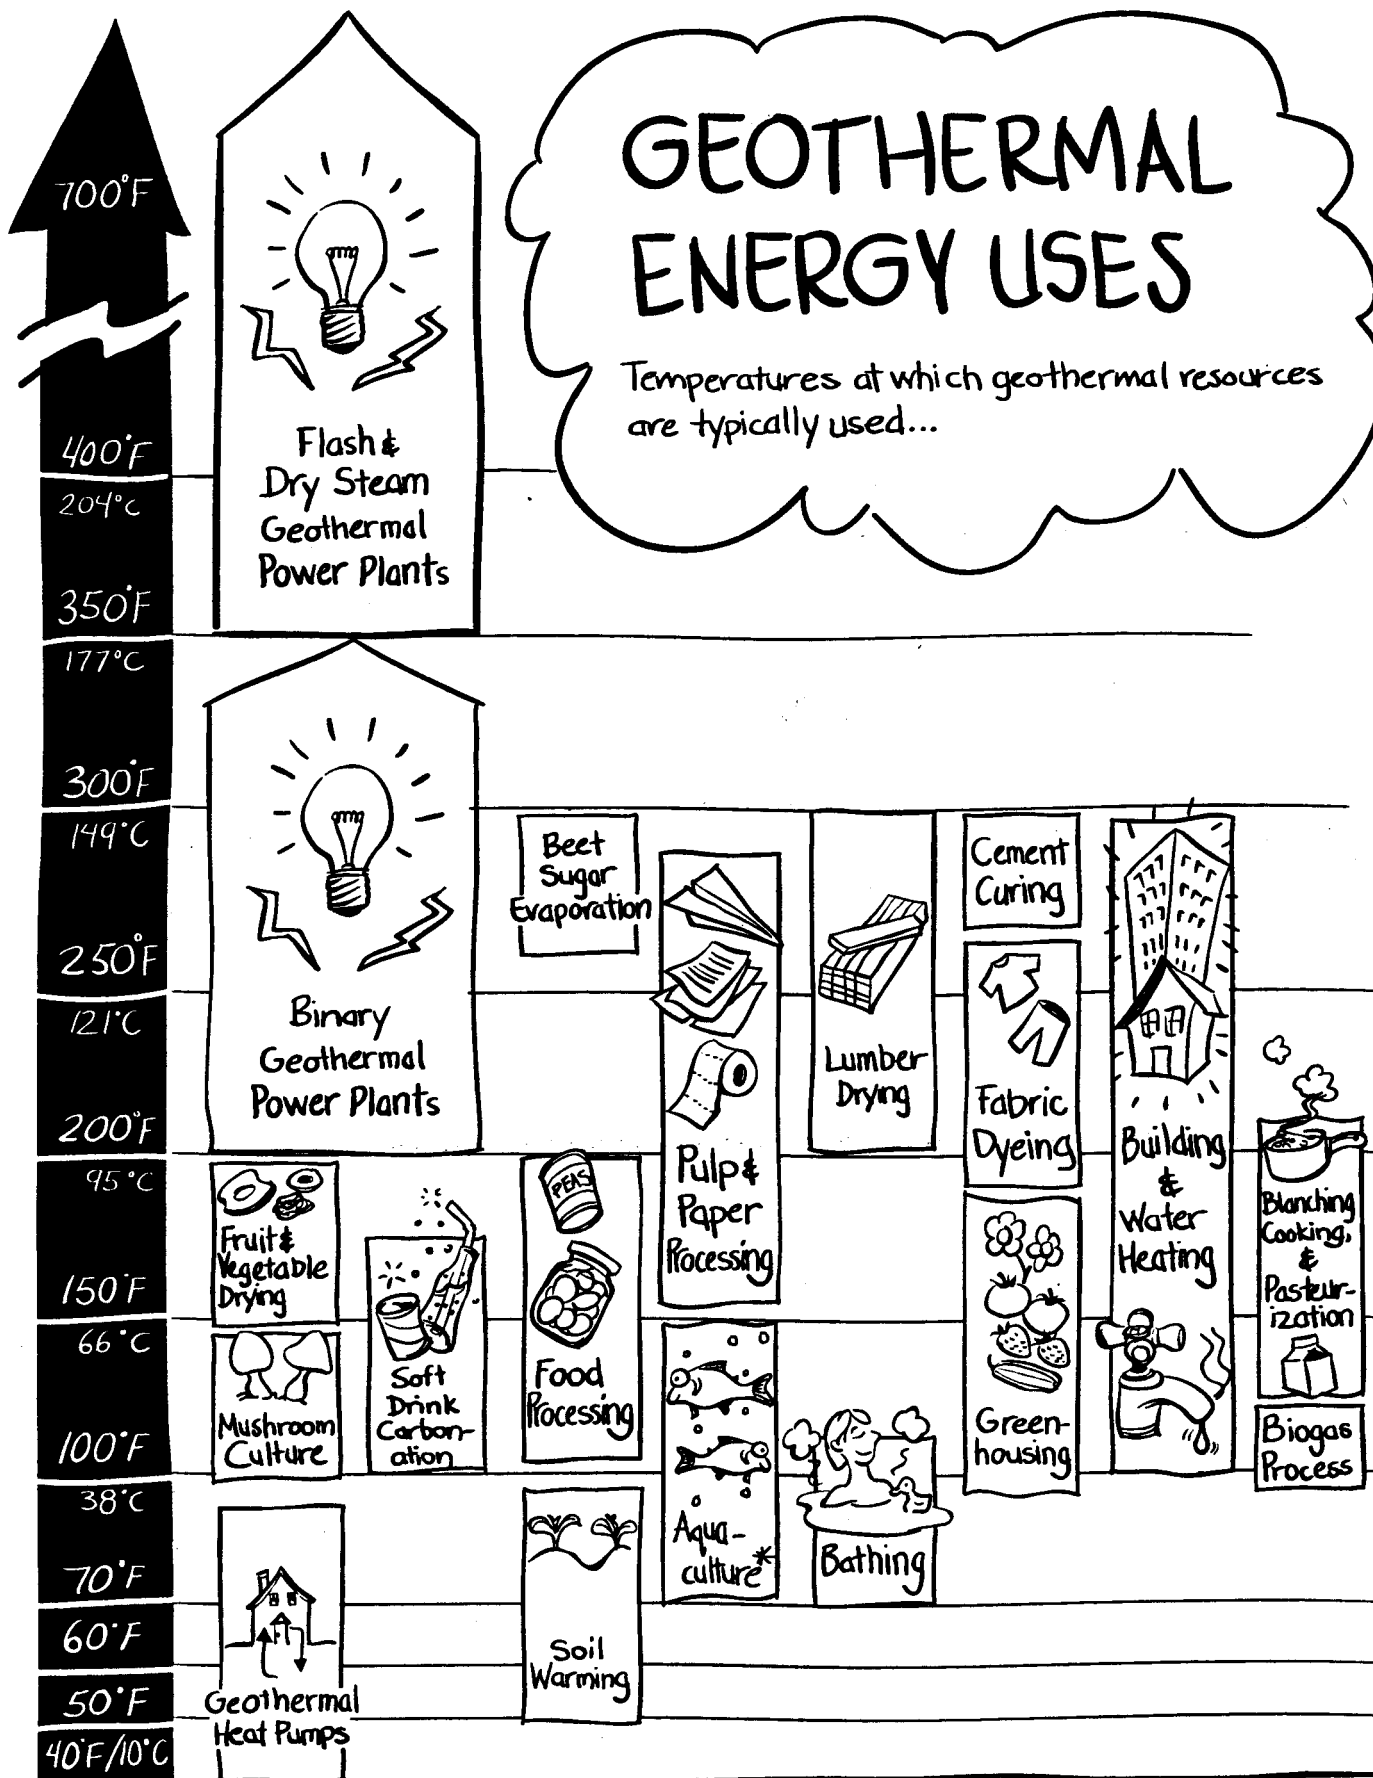 GEOTHERMAL
ENERGY USES
Temperatures at which geothermal resources
are typically used...
700°F
400°F
204°C
350°F
177°C
300°F
149°C
250°F
121°C
200°F
95°C
150°F
66°C
100°F
38°C
70°F
60°F
50°F
40°F/10°C
Flash &
Dry Steam
Geothermal
Power Plants
Binary
Geothermal
Power Plants
Beet
Sugar
Evaporation
Pulp &
Paper
Processing
Lumber
Drying
Cement
Curing
Fabric
Dyeing
Building
&
Water
Heating
Blanching
Cooking,
&
Pasteur-
ization
Fruit &
Vegetable
Drying
Soft
Drink
Carbon-
ation
PEAS
Food
Processing
Mushroom
Culture
Aqua-
culture*
Bathing
Green-
housing
Biogas
Process
Geothermal
Heat Pumps
Soil
Warming